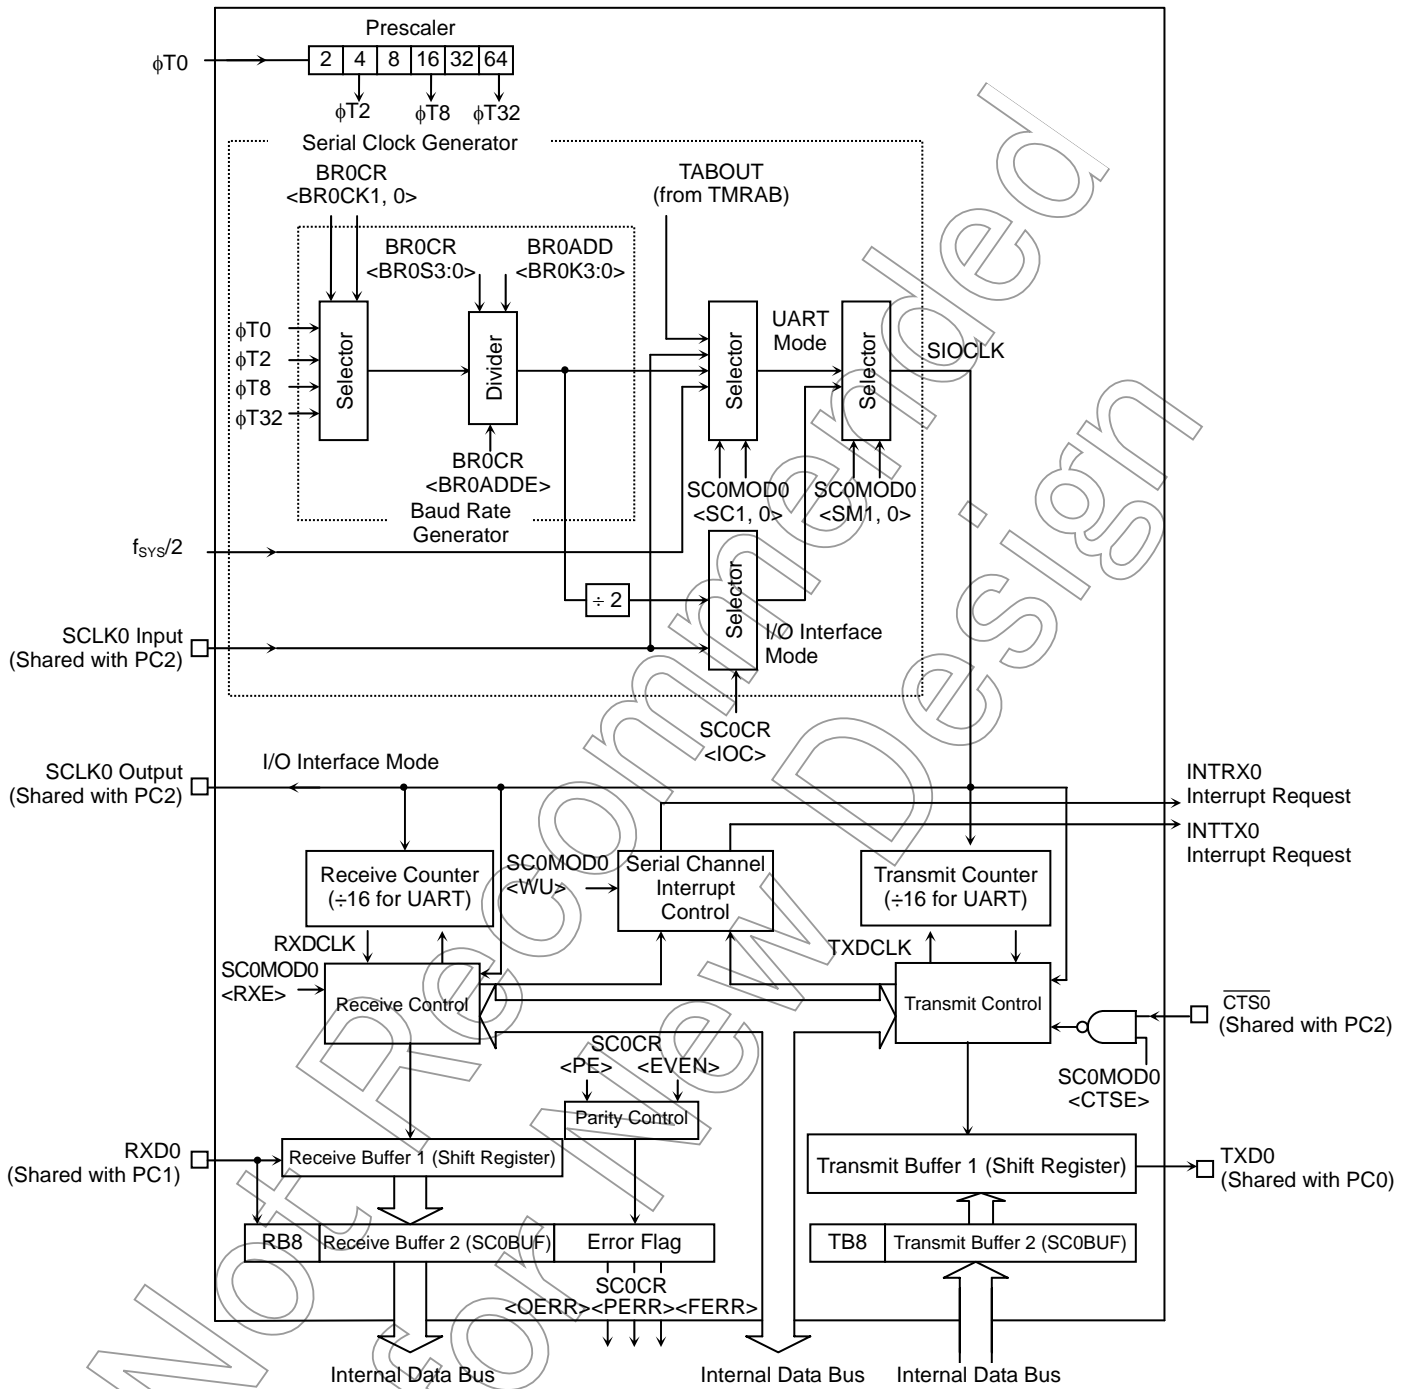 Prescaler
ϕT0
2 4 8 16 32 64
ϕT2 ϕT8 ϕT32
Serial Clock Generator
BR0CR
<BR0CK1, 0>
TABOUT
(from TMRAB)
BR0CR
<BR0S3:0>
BR0ADD
<BR0K3:0>
ϕT0
ϕT2
ϕT8
ϕT32
Selector
Divider
Selector
UART
Mode
Selector
SIOCLK
BR0CR
<BR0ADDE>
Baud Rate
Generator
SC0MOD0
<SC1, 0>
SC0MOD0
<SM1, 0>
fSYS/2
÷ 2
Selector
I/O Interface
Mode
SCLK0 Input
(Shared with PC2)
SC0CR
<IOC>
SCLK0 Output
(Shared with PC2)
I/O Interface Mode
INTRX0
Interrupt Request
INTTX0
Interrupt Request
Receive Counter
(÷16 for UART)
SC0MOD0
<WU>
Serial Channel
Interrupt
Control
Transmit Counter
(÷16 for UART)
RXDCLK
TXDCLK
SC0MOD0
<RXE>
Receive Control
Transmit Control
CTS0
(Shared with PC2)
SC0MOD0
<CTSE>
SC0CR
<PE> <EVEN>
Parity Control
RXD0
(Shared with PC1)
Receive Buffer 1 (Shift Register)
Transmit Buffer 1 (Shift Register)
TXD0
(Shared with PC0)
RB8 Receive Buffer 2 (SC0BUF) Error Flag
TB8 Transmit Buffer 2 (SC0BUF)
SC0CR
<OERR><PERR><FERR>
Internal Data Bus Internal Data Bus Internal Data Bus
Not Recommended
for New Design